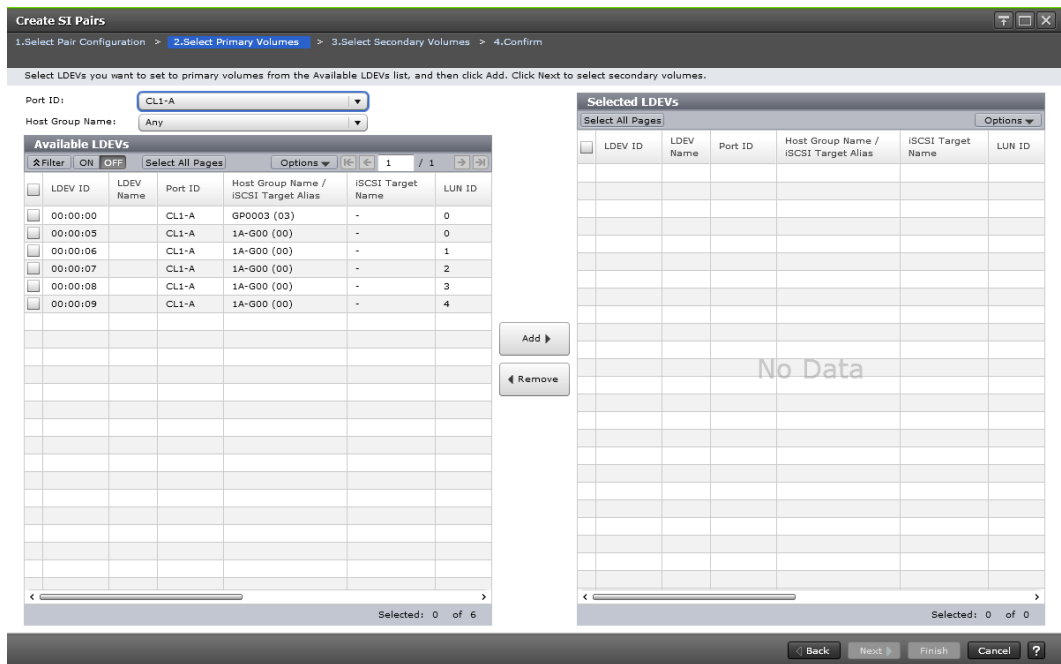 Create SI Pairs
1.Select Pair Configuration > 2.Select Primary Volumes > 3.Select Secondary Volumes > 4.Confirm
Select LDEVs you want to set to primary volumes from the Available LDEVs list, and then click Add. Click Next to select secondary volumes.
Port ID: CL1-A
Host Group Name: Any
Available LDEVs
Filter ON OFF Select All Pages Options 1 / 1
LDEV ID LDEV Name Port ID Host Group Name / iSCSI Target Alias iSCSI Target Name LUN ID
00:00:00 CL1-A GP0003 (03) - 0
00:00:05 CL1-A 1A-G00 (00) - 0
00:00:06 CL1-A 1A-G00 (00) - 1
00:00:07 CL1-A 1A-G00 (00) - 2
00:00:08 CL1-A 1A-G00 (00) - 3
00:00:09 CL1-A 1A-G00 (00) - 4
Selected: 0 of 6
Add
Remove
Selected LDEVs
Select All Pages Options
LDEV ID LDEV Name Port ID Host Group Name / iSCSI Target Alias iSCSI Target Name LUN ID
No Data
Selected: 0 of 0
Back Next Finish Cancel ?